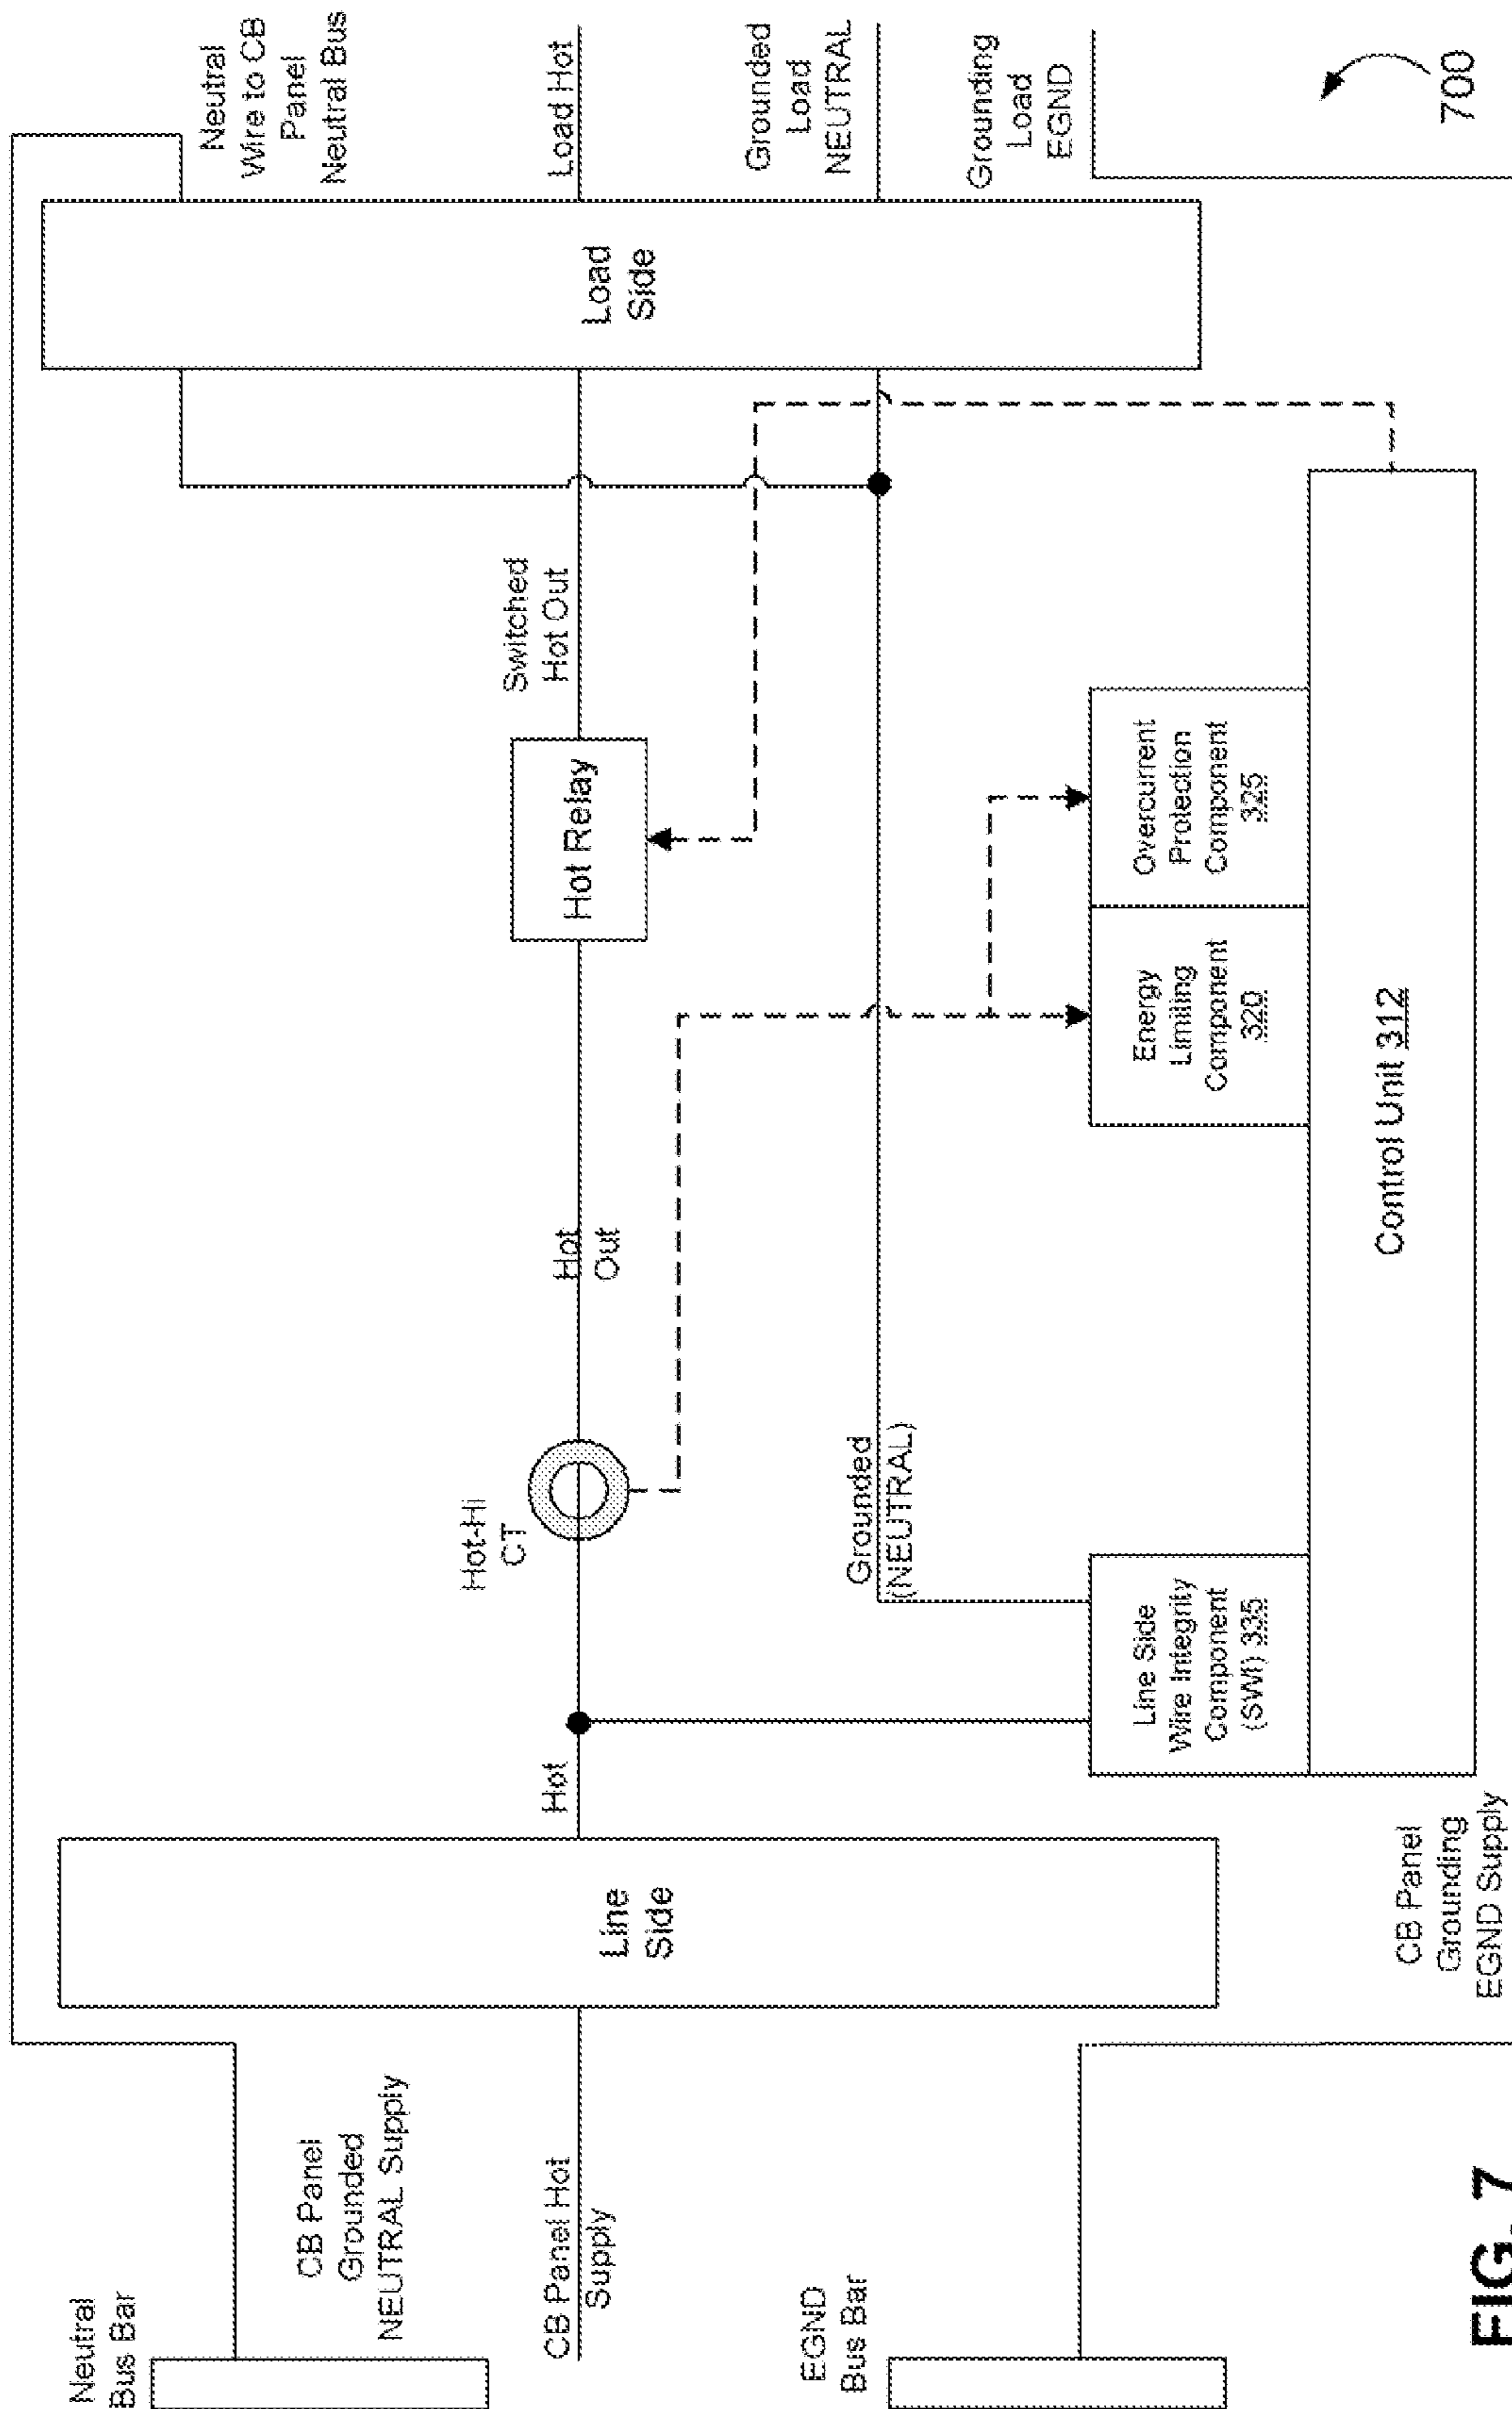 Neutral
Bus Bar
CB Panel
Grounded
NEUTRAL Supply
CB Panel Hot
Supply
EGND
Bus Bar
Line
Side
CB Panel
Grounding
EGND Supply
Hot
Hot-Hi
CT
Hot
Out
Grounded
(NEUTRAL)
Line Side
Wire Integrity
Component
(SWI) 335
Hot Relay
Switched
Hot Out
Energy
Limiting
Component
320
Overcurrent
Protection
Component
325
Control Unit 312
Load
Side
Neutral
Wire to CB
Panel
Neutral Bus
Load Hot
Grounded
Load
NEUTRAL
Grounding
Load
EGND
700
FIG. 7